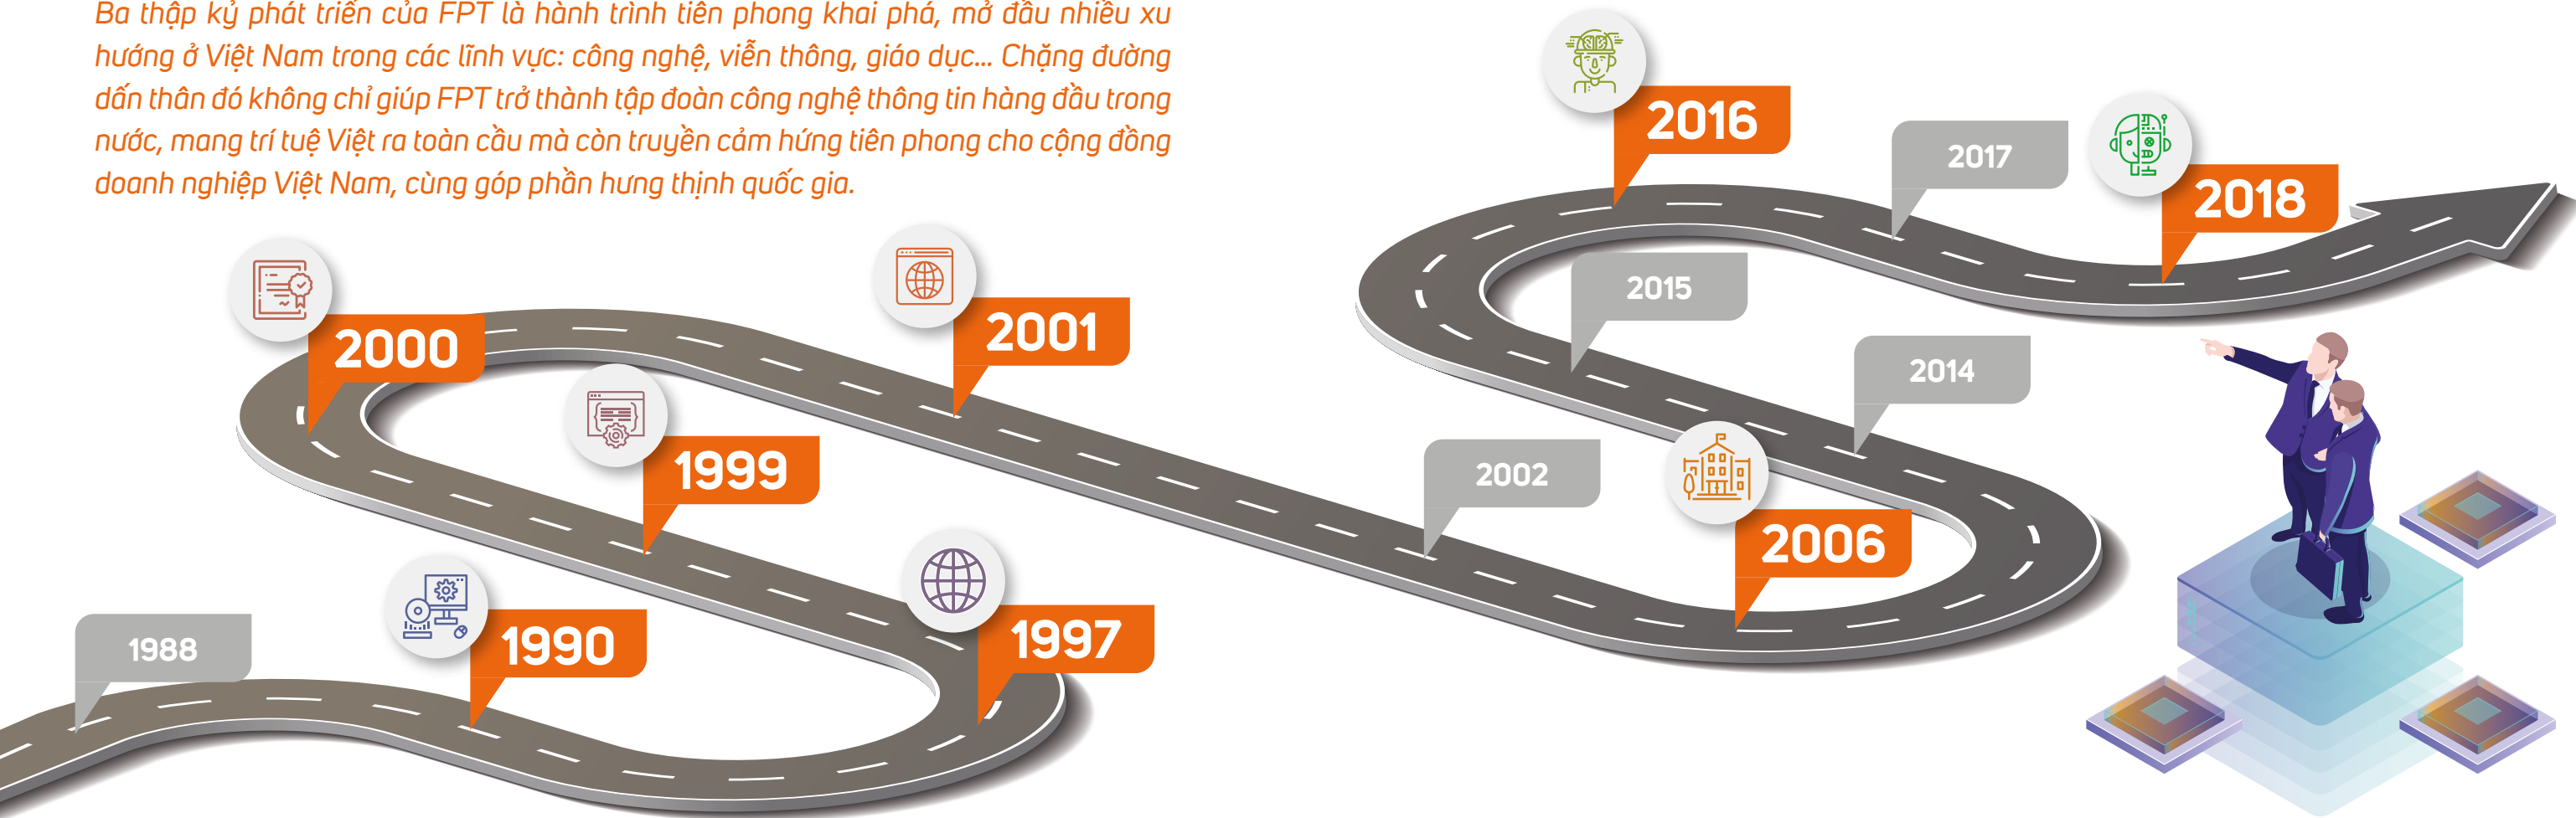 Ba thập kỷ phát triển của FPT là hành trình tiên phong khai phá, mở đầu nhiều xu
hướng ở Việt Nam trong các lĩnh vực: công nghệ, viễn thông, giáo dục... Chặng đường
dấn thân đó không chỉ giúp FPT trở thành tập đoàn công nghệ thông tin hàng đầu trong
nước, mang trí tuệ Việt ra toàn cầu mà còn truyền cảm hứng tiên phong cho cộng đồng
doanh nghiệp Việt Nam, cùng góp phần hưng thịnh quốc gia.
1988
1990
1997
1999
2000
2001
2002
2006
2014
2015
2016
2017
2018